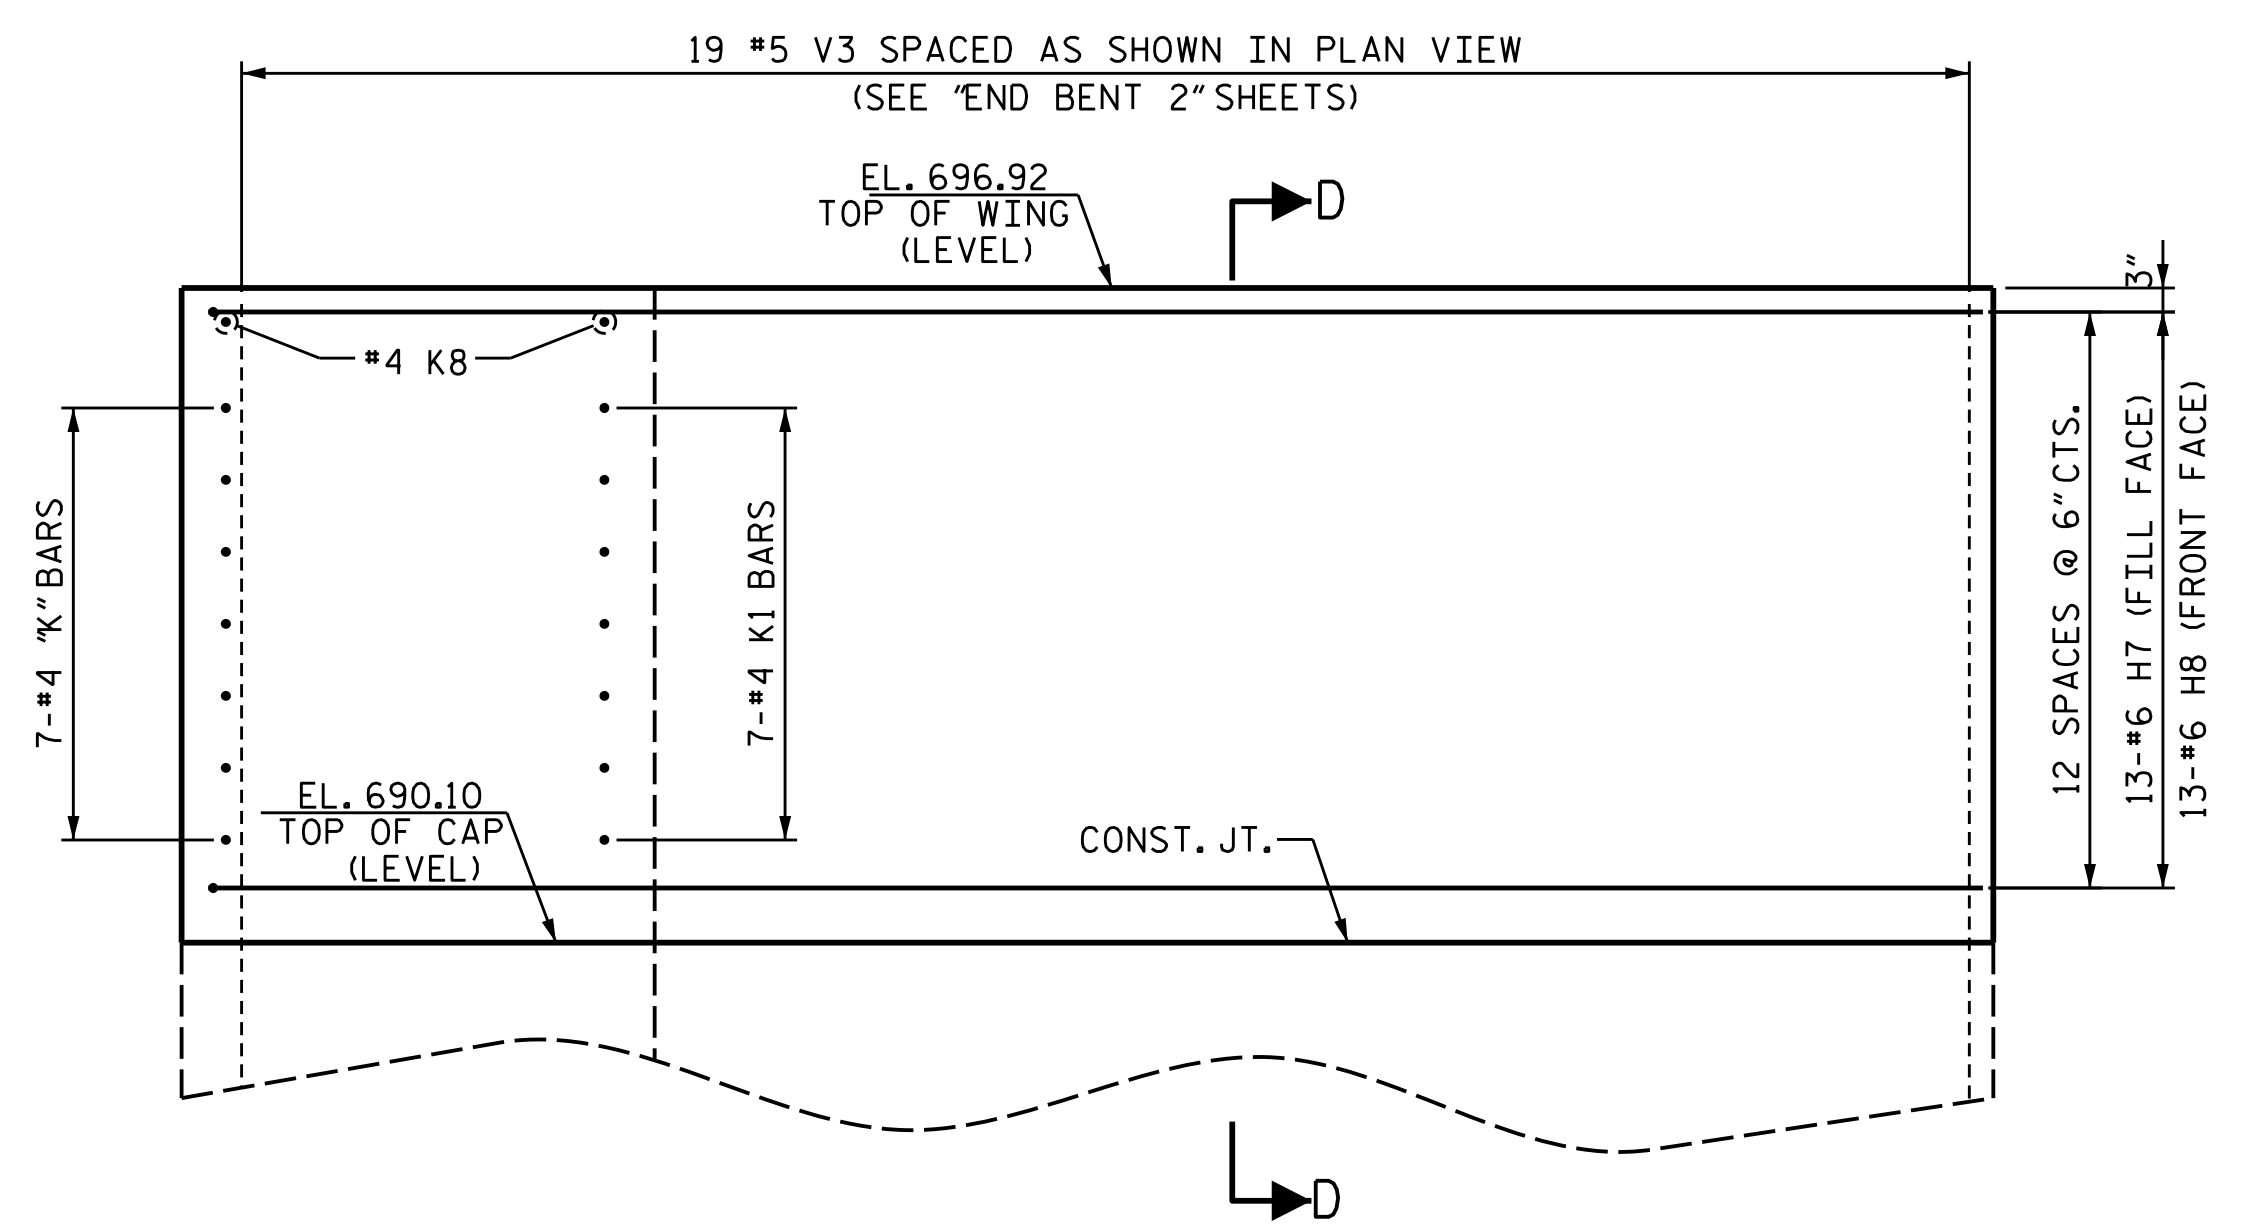 19 #5 V3 SPACED AS SHOWN IN PLAN VIEW
(SEE "END BENT 2" SHEETS)
EL. 696.92
TOP OF WING
(LEVEL)
D
3"
#4 K8
7-#4 "K" BARS
7-#4 K1 BARS
12 SPACES @ 6" CTS.
13-#6 H7 (FILL FACE)
13-#6 H8 (FRONT FACE)
EL. 690.10
TOP OF CAP
(LEVEL)
CONST. JT.
D